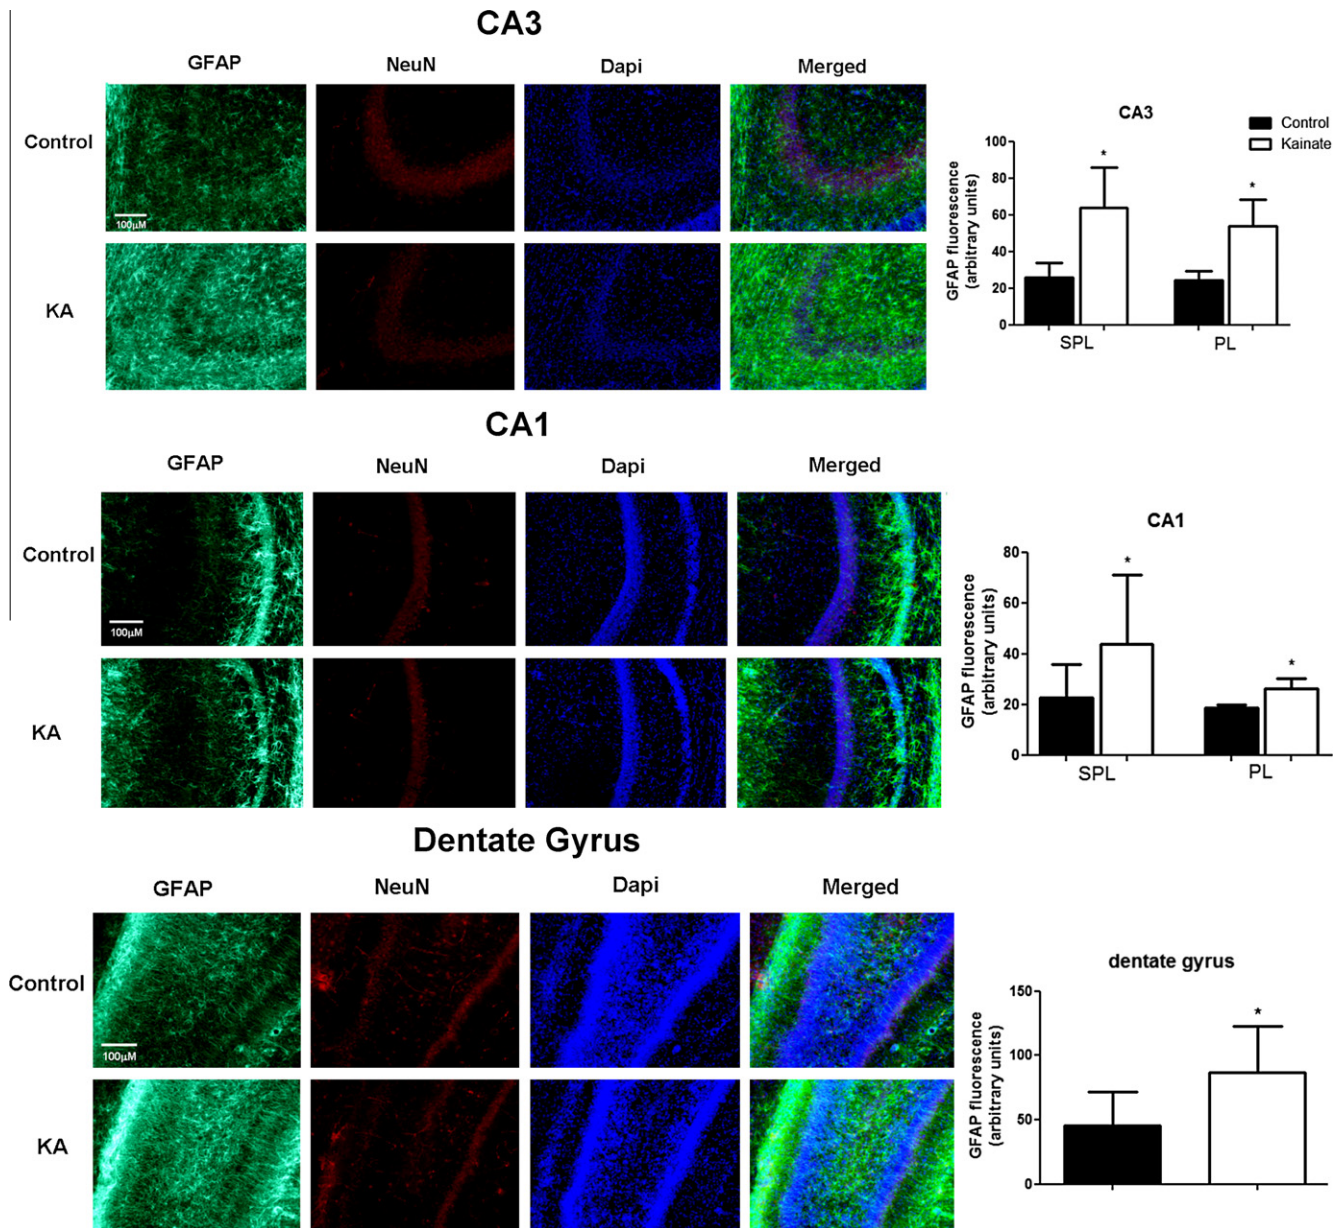 CA3
GFAP NeuN Dapi Merged
Control
100µM
KA
CA3
Control
Kainate
GFAP fluorescence
(arbitrary units)
100
80
60
40
20
0
* *
SPL PL
CA1
GFAP NeuN Dapi Merged
Control
100µM
KA
CA1
GFAP fluorescence
(arbitrary units)
80
60
40
20
0
* *
SPL PL
Dentate Gyrus
GFAP NeuN Dapi Merged
Control
100µM
KA
dentate gyrus
GFAP fluorescence
(arbitrary units)
150
100
50
0
*